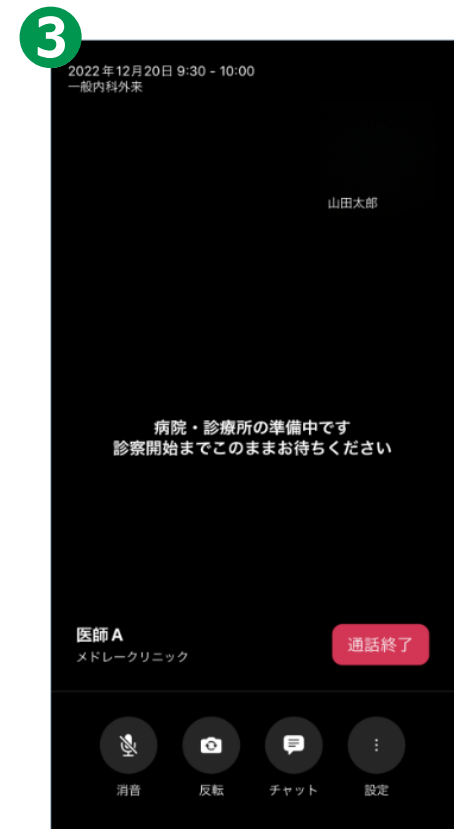 3
2022年12月20日 9:30 - 10:00
一般内科外来
山田太郎
病院・診療所の準備中です
診察開始までこのままお待ちください
医師 A
メドレークリニック
通話終了
消音
反転
チャット
設定